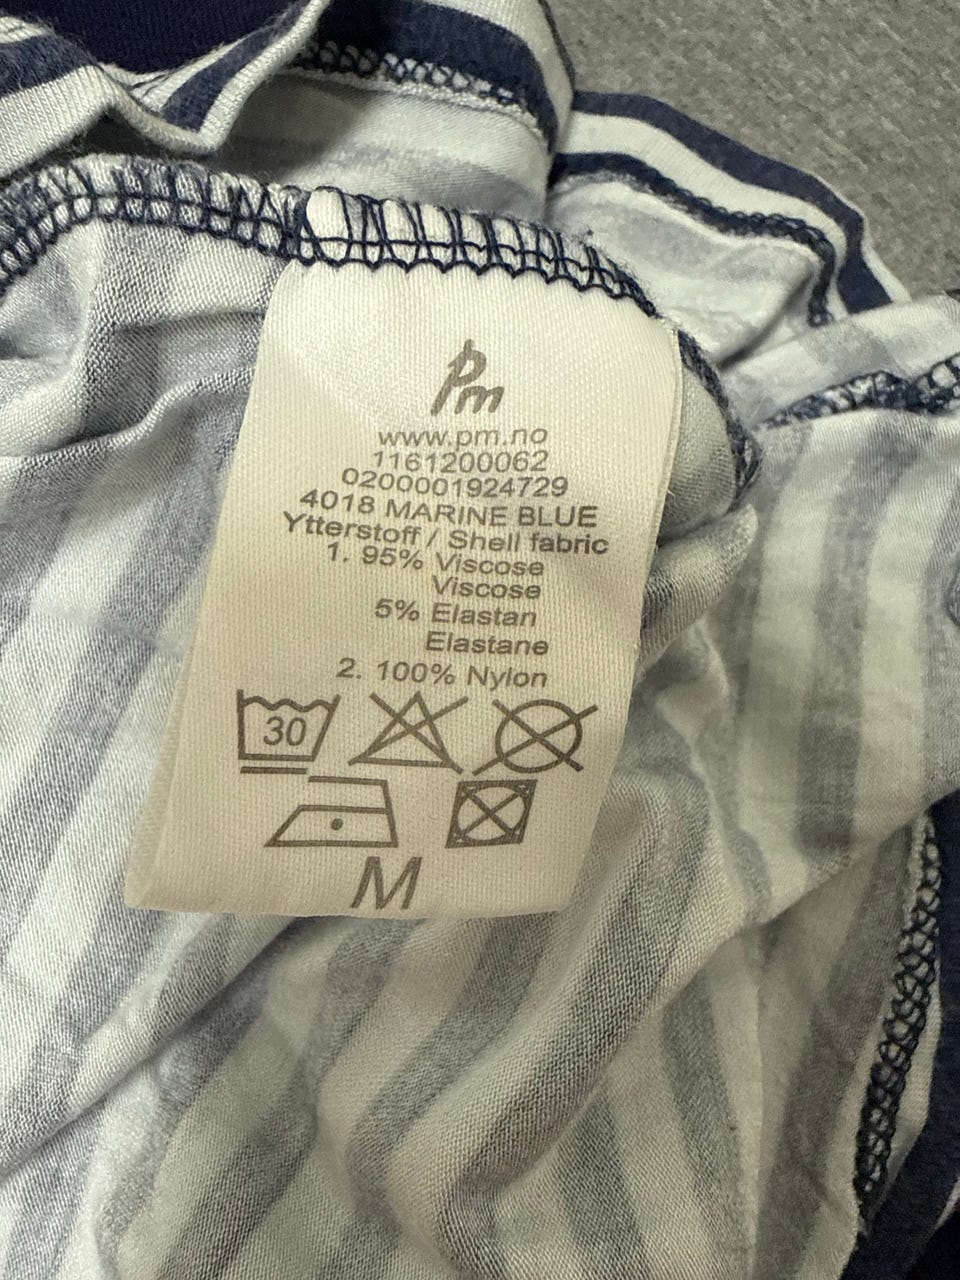 Pm
www.pm.no
1161200062
0200001924729
4018 MARINE BLUE
Ytterstoff / Shell fabric
1. 95% Viscose
Viscose
5% Elastan
Elastane
2. 100% Nylon
30
M